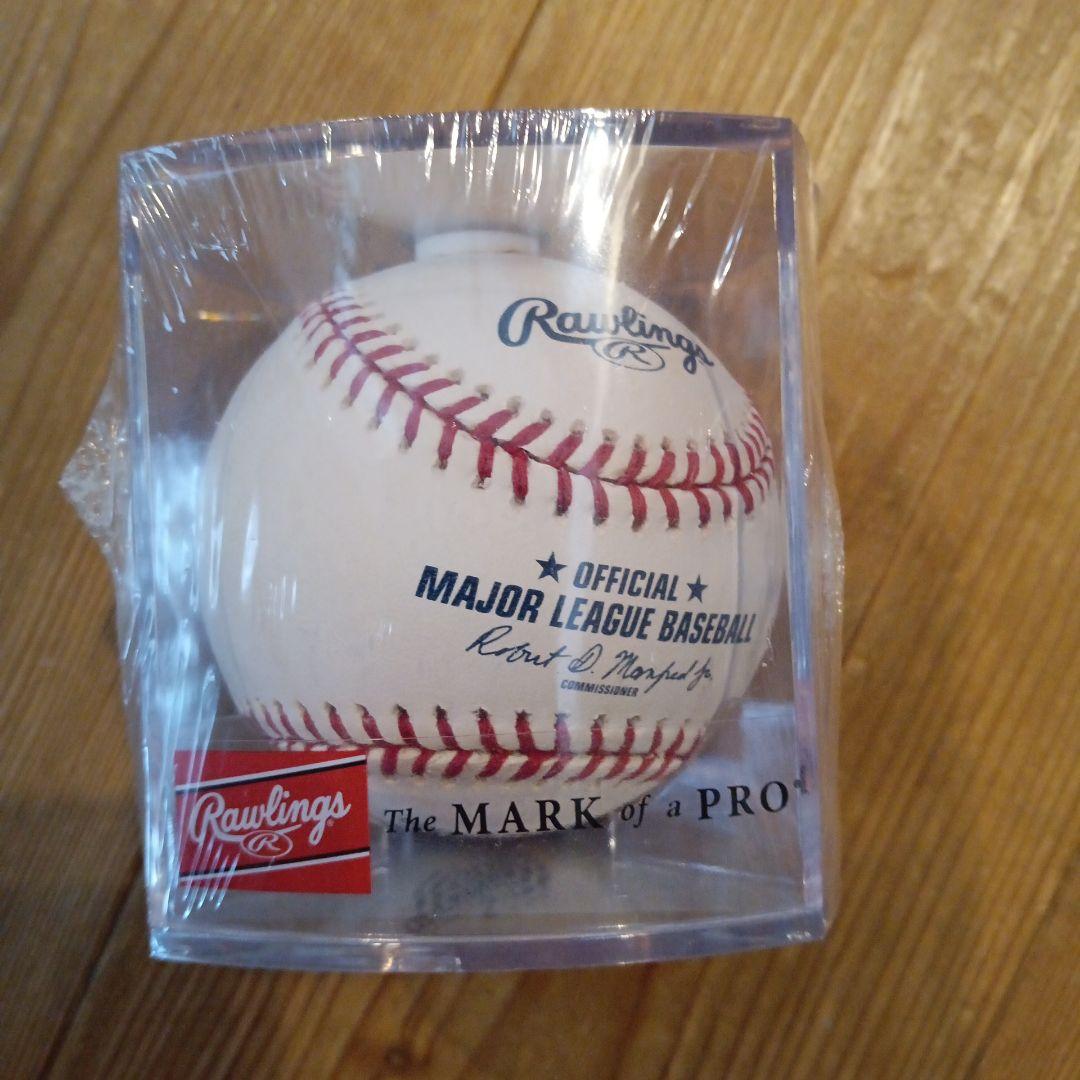 Rawlings
R
★ OFFICIAL ★
MAJOR LEAGUE BASEBALL
Robert D. Manfred Jr.
COMMISSIONER
Rawlings
R
The MARK of a PRO